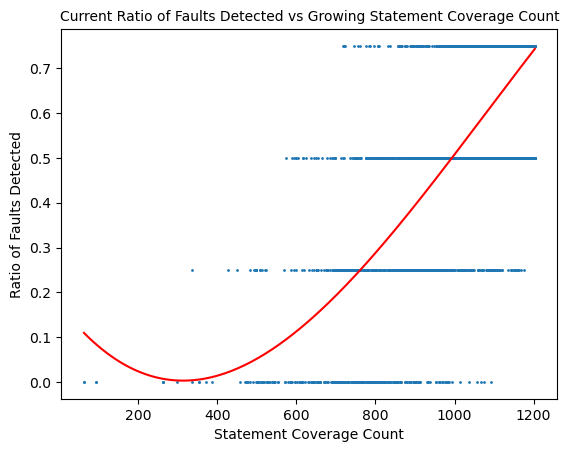 Current Ratio of Faults Detected vs Growing Statement Coverage Count
Ratio of Faults Detected
0.7
0.6
0.5
0.4
0.3
0.2
0.1
0.0
200 400 600 800 1000 1200
Statement Coverage Count